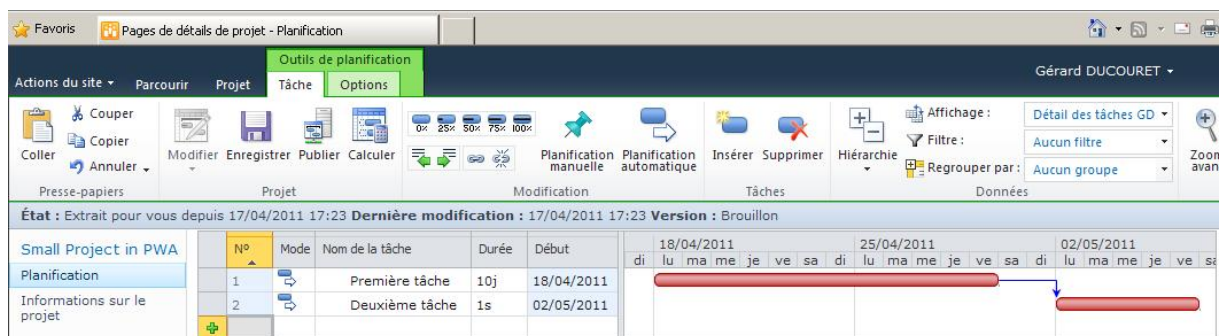 Favoris Pages de détails de projet - Planification
Outils de planification
Gérard DUCOURET
Actions du site Parcourir Projet Tâche Options
Coller
Couper
Copier
Annuler
Presse-papiers
Modifier Enregistrer Publier Calculer
Projet
0% 25% 50% 75% 100%
Planification manuelle
Planification automatique
Modification
Insérer Supprimer
Tâches
Hiérarchie
Affichage : Détail des tâches GD
Filtre : Aucun filtre
Regrouper par : Aucun groupe
Données
Zoom avan
État : Extrait pour vous depuis 17/04/2011 17:23 Dernière modification : 17/04/2011 17:23 Version : Brouillon
Small Project in PWA
Planification
Informations sur le projet
Nº Mode Nom de la tâche Durée Début
1 Première tâche 10j 18/04/2011
2 Deuxième tâche 1s 02/05/2011
18/04/2011 25/04/2011 02/05/2011
di lu ma me je ve sa di lu ma me je ve sa di lu ma me je ve sa